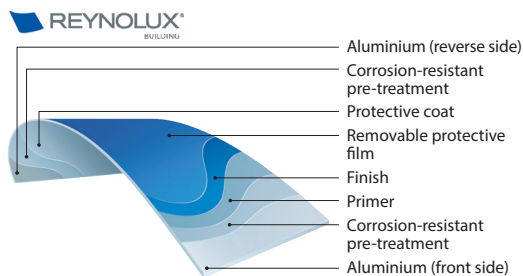 REYNOLUX®
BUILDING
Aluminium (reverse side)
Corrosion-resistant
pre-treatment
Protective coat
Removable protective
film
Finish
Primer
Corrosion-resistant
pre-treatment
Aluminium (front side)